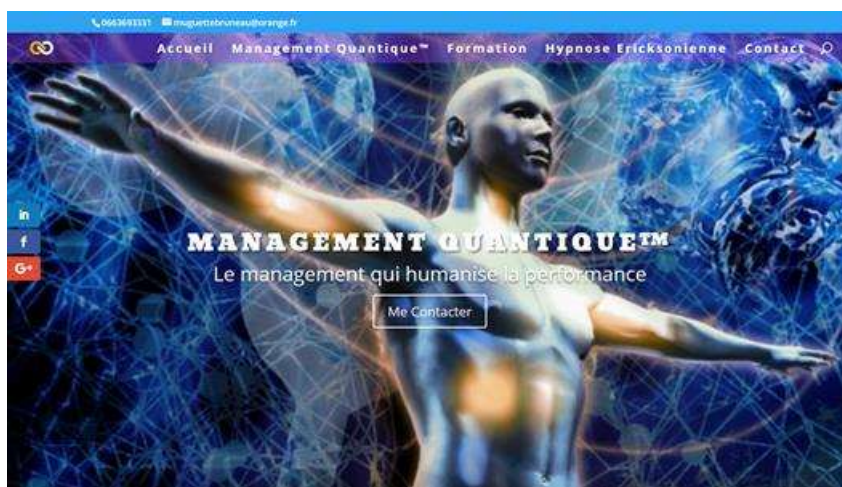 0663693331 muguettebruneau@orange.fr
Accueil Management Quantique™ Formation Hypnose Ericksonienne Contact
in
f
G+
MANAGEMENT QUANTIQUE™
Le management qui humanise la performance
Me Contacter